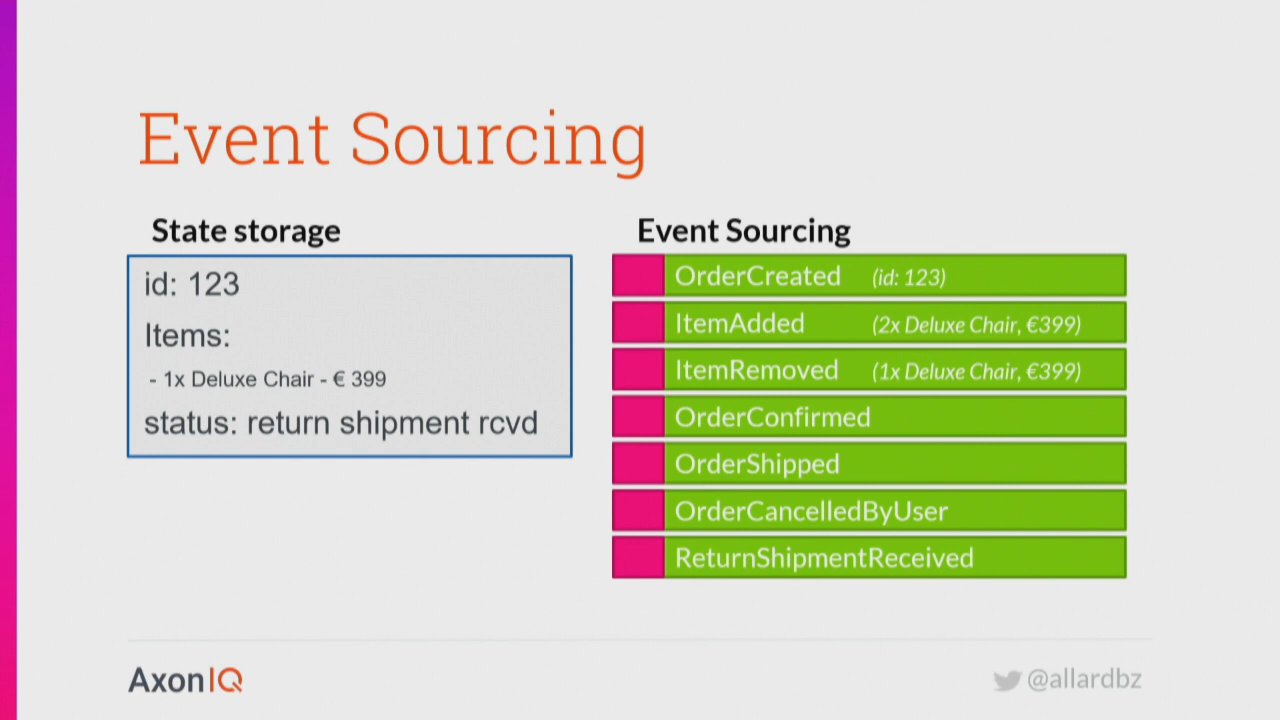 Event Sourcing
State storage
id: 123
Items:
- 1x Deluxe Chair - € 399
status: return shipment rcvd
Event Sourcing
OrderCreated (id: 123)
ItemAdded (2x Deluxe Chair, €399)
ItemRemoved (1x Deluxe Chair, €399)
OrderConfirmed
OrderShipped
OrderCancelledByUser
ReturnShipmentReceived
AxonIQ
@allardbz